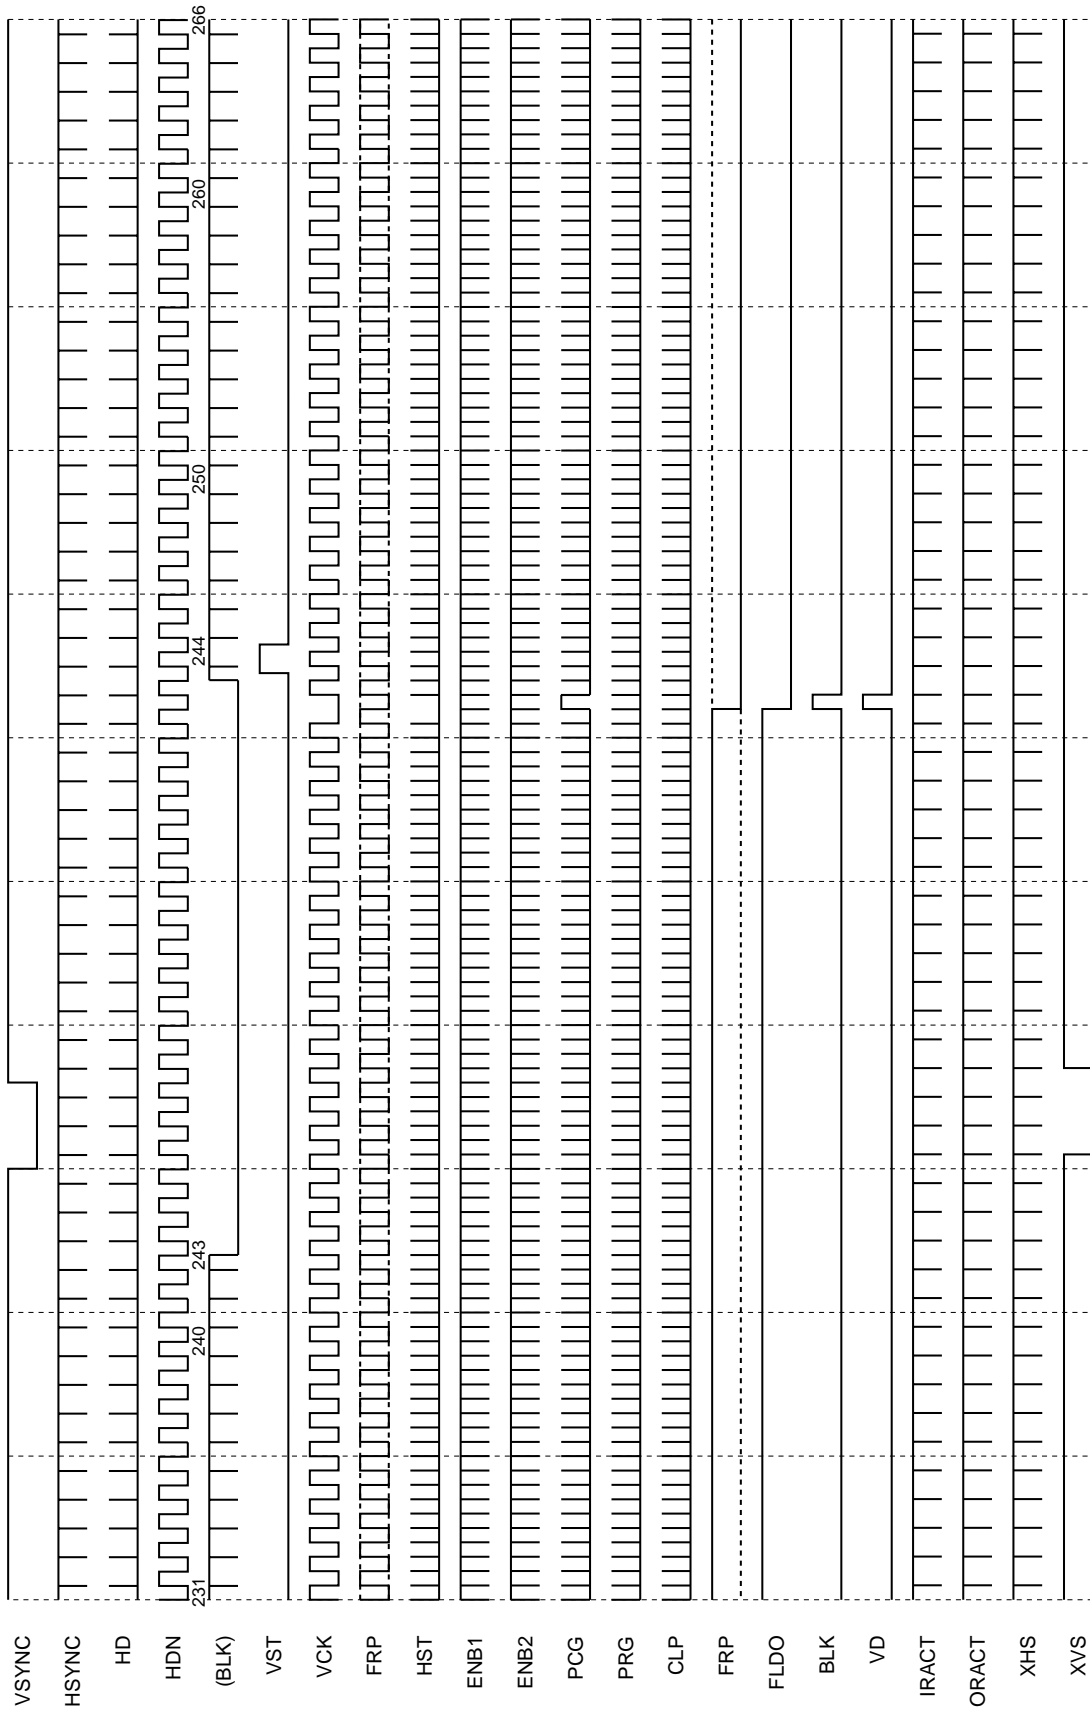 VSYNC
HSYNC
HD
HDN
231 240 243 244 250 260 266
(BLK)
VST
VCK
FRP
HST
ENB1
ENB2
PCG
PRG
CLP
FRP
FLDO
BLK
VD
IRACT
ORACT
XHS
XVS